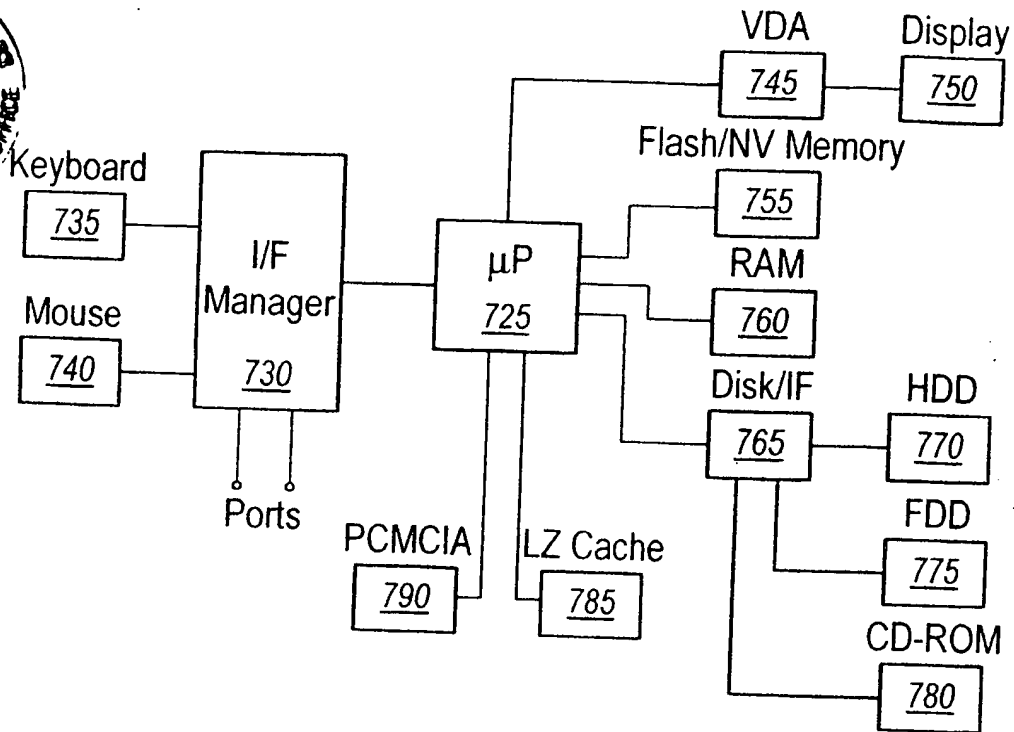 VDA
745
Display
750
Flash/NV Memory
755
Keyboard
735
I/F
Manager
730
µP
725
RAM
760
Mouse
740
Disk/IF
765
HDD
770
Ports
FDD
775
PCMCIA
790
LZ Cache
785
CD-ROM
780